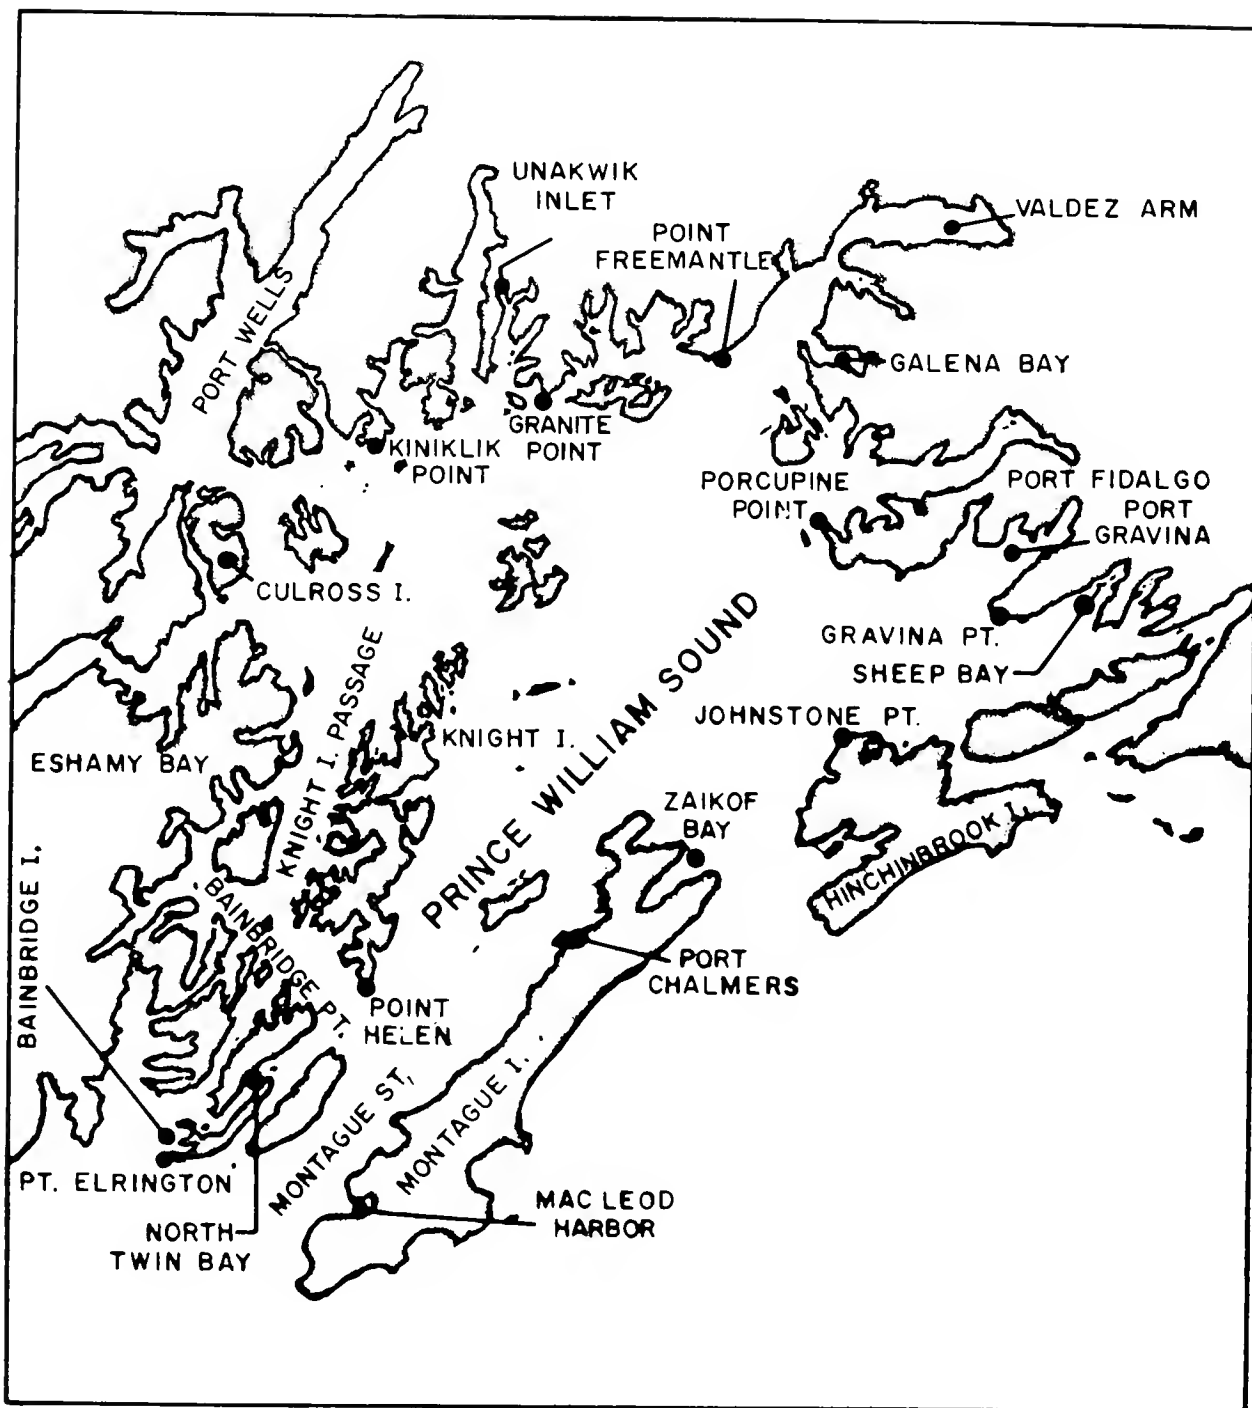 UNAKWIK
INLET
POINT
FREEMANTLE
VALDEZ ARM
PORT WELLS
GALENA BAY
GRANITE
POINT
KINIKLIK
POINT
PORCUPINE
POINT
PORT FIDALGO
PORT
GRAVINA
CULROSS I.
GRAVINA PT.
SHEEP BAY
KNIGHT I. PASSAGE
PRINCE WILLIAM SOUND
JOHNSTONE PT.
KNIGHT I.
ESHAMY BAY
ZAIKOF
BAY
HINCHINBROOK I.
BAINBRIDGE I.
BAINBRIDGE PT.
PORT
CHALMERS
POINT
HELEN
MONTAGUE ST,
MONTAGUE I.
PT. ELRINGTON
MAC LEOD
HARBOR
NORTH
TWIN BAY